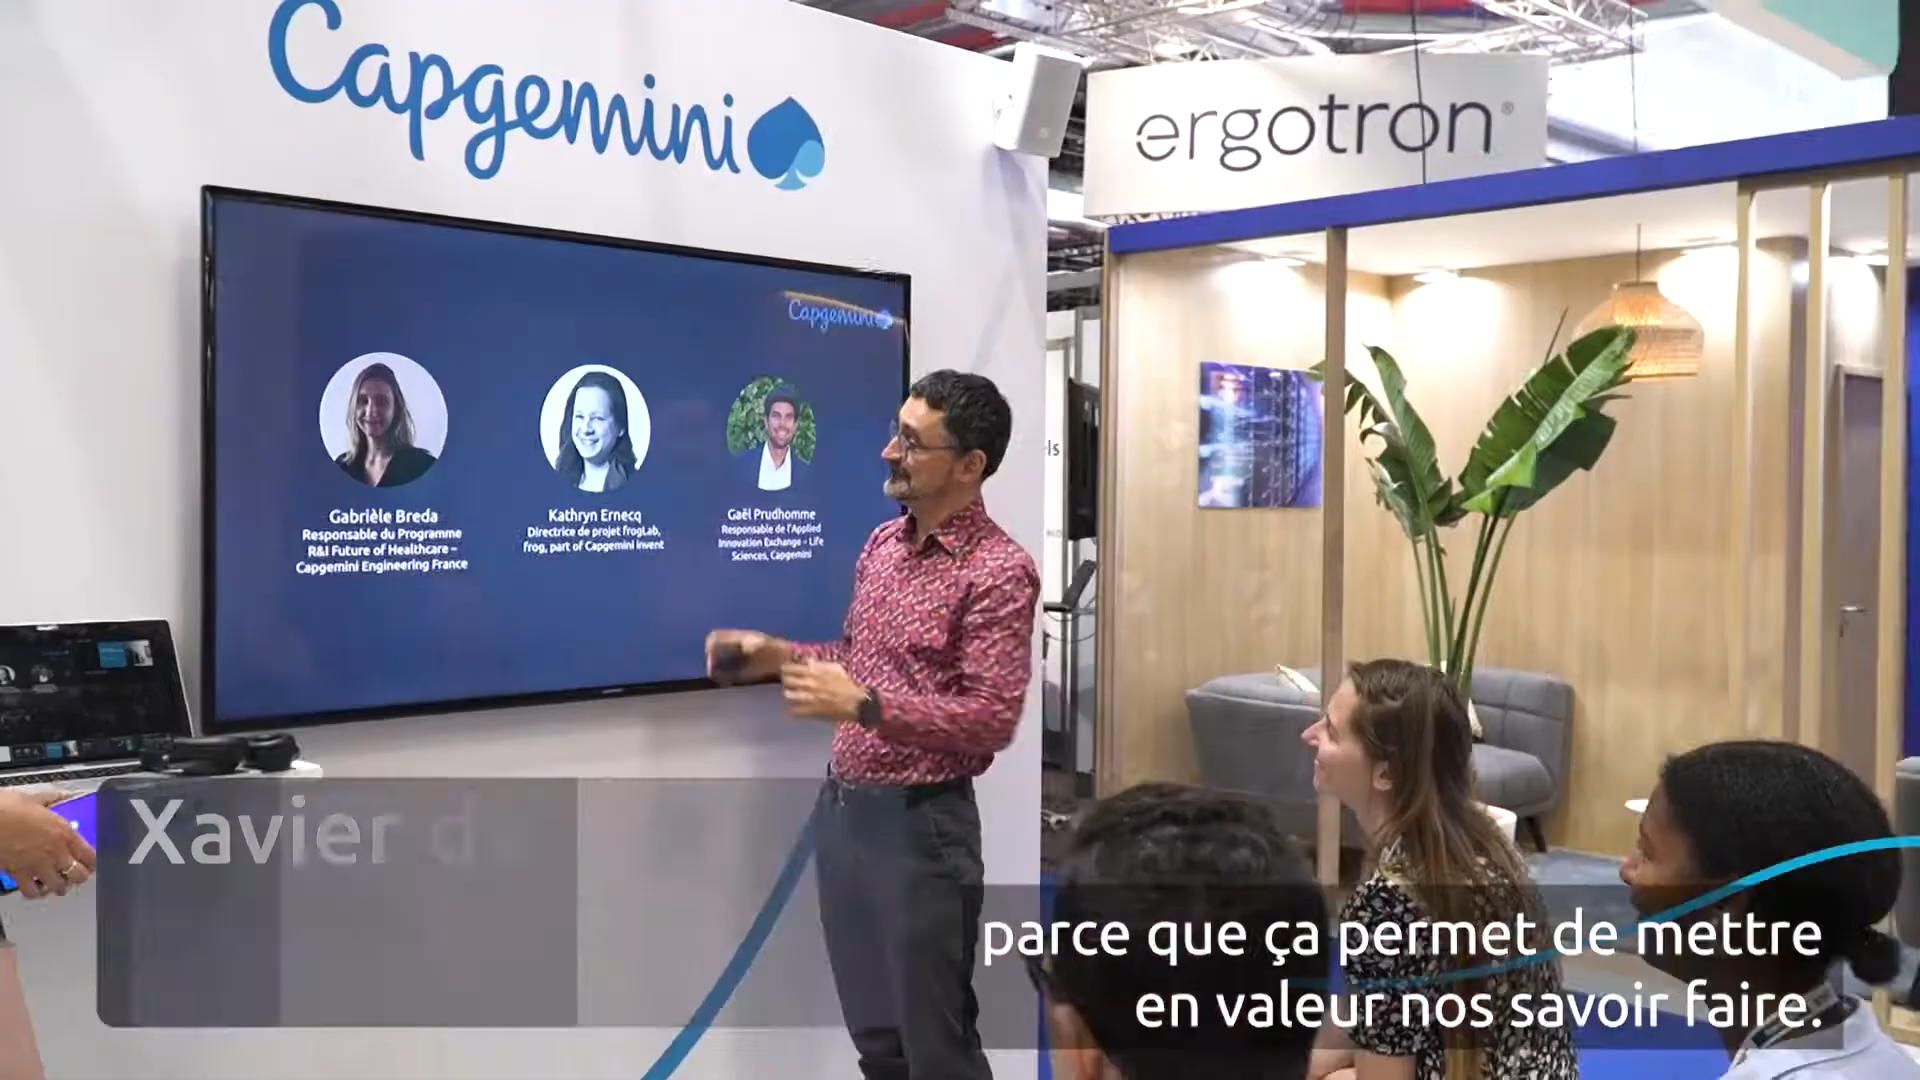 Capgemini
ergotron®
Capgemini
Gabrièle Breda
Responsable du Programme
R&I Future of Healthcare –
Capgemini Engineering France
Kathryn Ernecq
Directrice de projet frogLab,
frog, part of Capgemini Invent
Gaël Prudhomme
Responsable de l'Applied
Innovation Exchange – Life
Sciences, Capgemini
els
Xavier d
parce que ça permet de mettre
en valeur nos savoir faire.